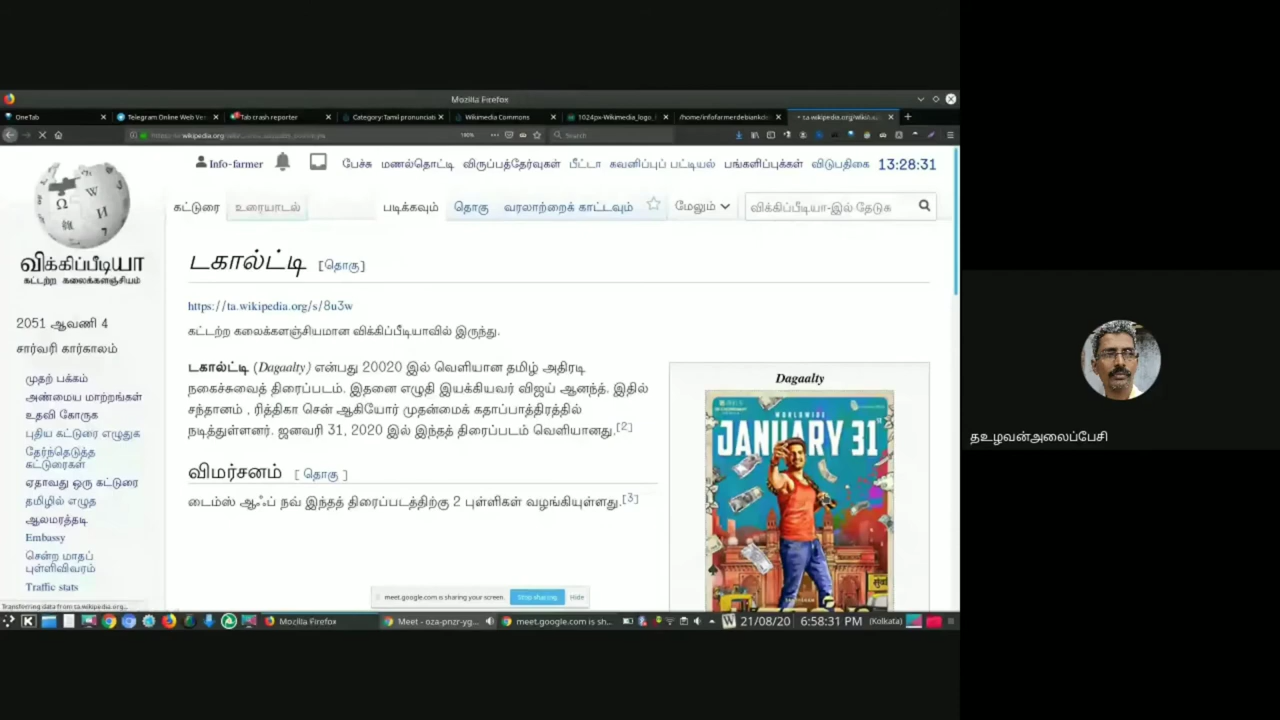 Mozilla Firefox
OneTab
Telegram Online Web Ve
Tab crash reporter
Category:Tamil pronunciati
Wikimedia Commons
1024px-Wikimedia_logo_
/home/infofarmerdebiankd
ta.wikipedia.org/wiki/
Search
Info-farmer
பேச்சு
மணல்தொட்டி
விருப்பத்தேர்வுகள்
பீட்டா
கவனிப்புப் பட்டியல்
பங்களிப்புக்கள்
விடுபதிகை
13:28:31
கட்டுரை
உரையாடல்
படிக்கவும்
தொகு
வரலாற்றைக் காட்டவும்
மேலும்
விக்கிப்பீடியா-இல் தேடுக
விக்கிப்பீடியா
கட்டற்ற கலைக்களஞ்சியம்
2051 ஆவணி 4
சார்வரி கார்காலம்
முதற் பக்கம்
அண்மைய மாற்றங்கள்
உதவி கோருக
புதிய கட்டுரை எழுதுக
தேர்ந்தெடுத்த
கட்டுரைகள்
ஏதாவது ஒரு கட்டுரை
தமிழில் எழுத
ஆலமரத்தடி
Embassy
சென்ற மாதப்
புள்ளிவிவரம்
Traffic stats
டகால்ட்டி [தொகு]
https://ta.wikipedia.org/s/8u3w
கட்டற்ற கலைக்களஞ்சியமான விக்கிப்பீடியாவில் இருந்து.
டகால்ட்டி (Dagaalty) என்பது 20020 இல் வெளியான தமிழ் அதிரடி
நகைச்சுவைத் திரைப்படம். இதனை எழுதி இயக்கியவர் விஜய் ஆனந்த். இதில்
சந்தானம் , ரித்திகா சென் ஆகியோர் முதன்மைக் கதாப்பாத்திரத்தில்
நடித்துள்ளனர். ஜனவரி 31, 2020 இல் இந்தத் திரைப்படம் வெளியானது.[2]
விமர்சனம் [ தொகு ]
டைம்ஸ் ஆஃப் நவ் இந்தத் திரைப்படத்திற்கு 2 புள்ளிகள் வழங்கியுள்ளது.[3]
Dagaalty
WORLDWIDE
JANUARY 31
meet.google.com is sharing your screen.
Stop sharing
Hide
Transferring data from ta.wikipedia.org...
Mozilla Firefox
Meet - oza-pnzr-yg...
meet.google.com is sh...
21/08/20
6:58:31 PM
(Kolkata)
தஉழவன்அலைப்பேசி